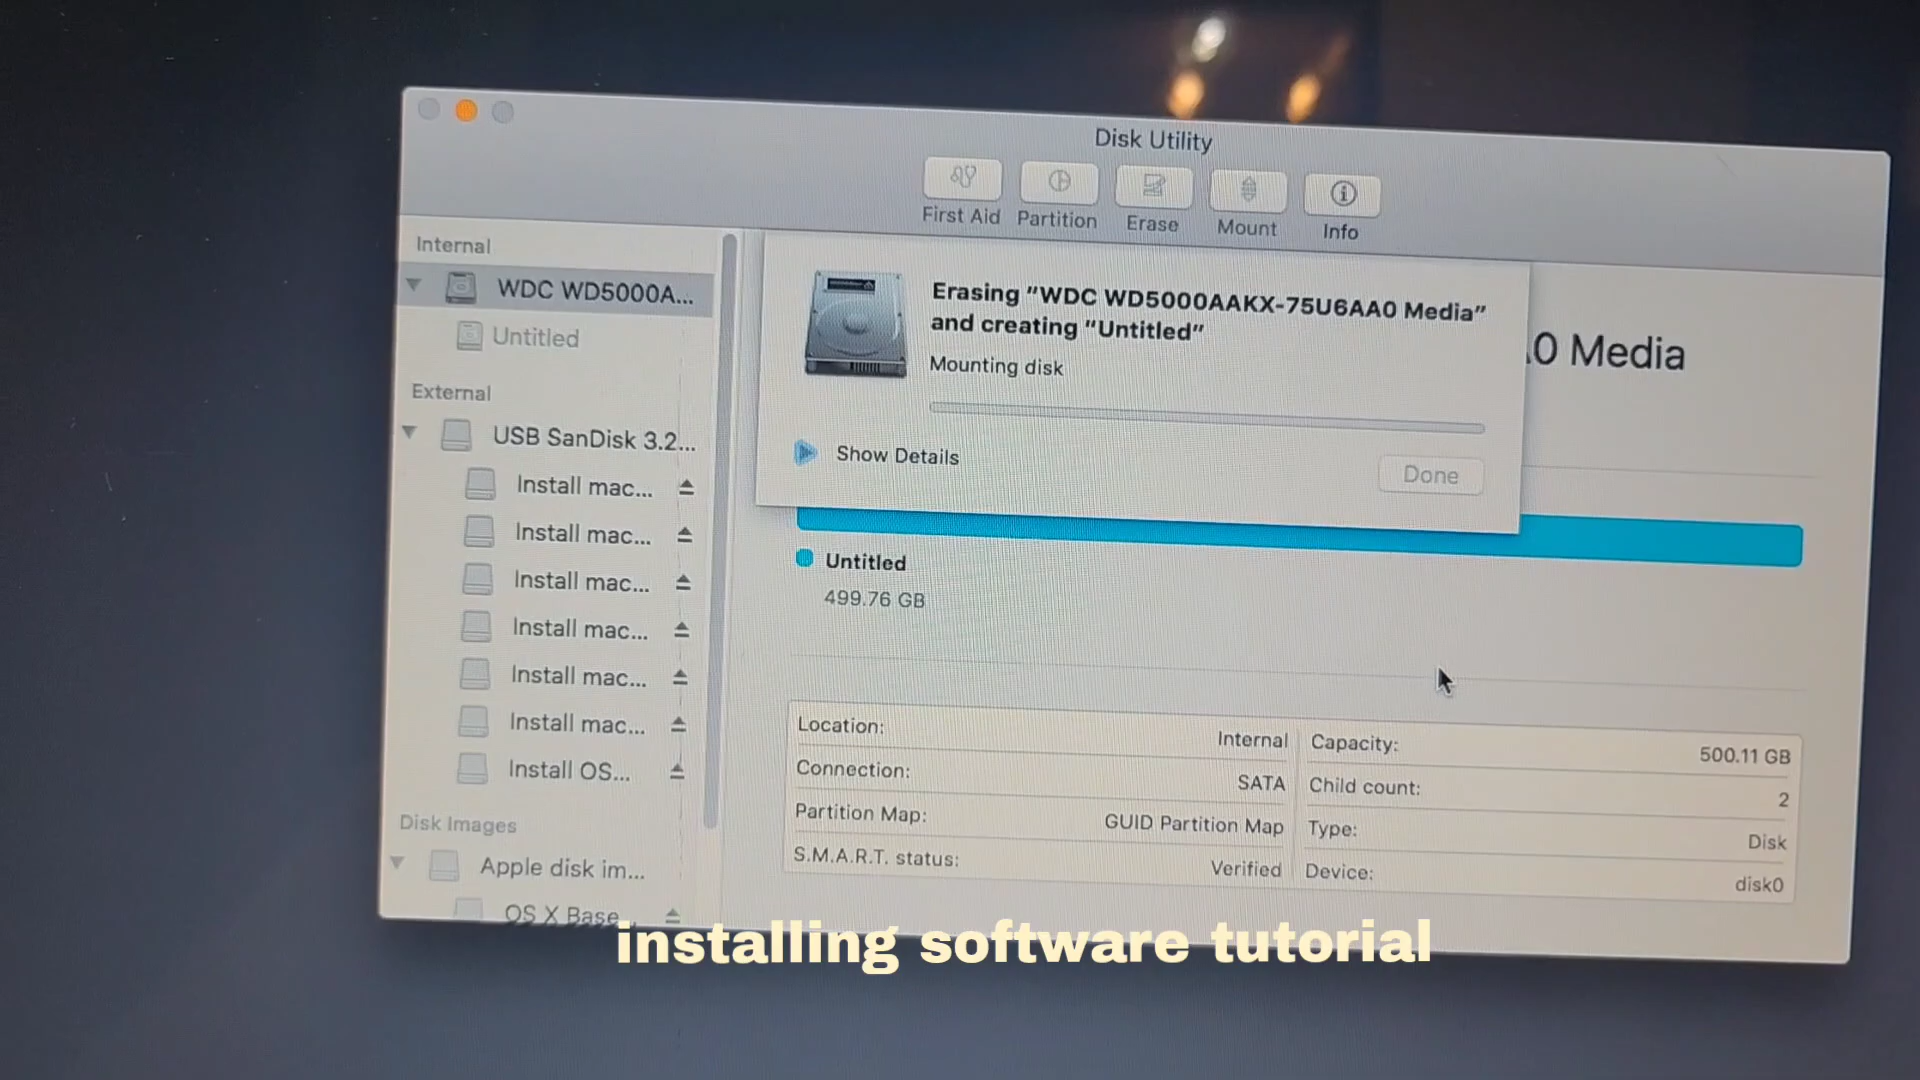 Disk Utility
First Aid
Partition
Erase
Mount
Info
Internal
WDC WD5000A...
Untitled
External
USB SanDisk 3.2...
Install mac...
Install mac...
Install mac...
Install mac...
Install mac...
Install mac...
Install OS...
Disk Images
Apple disk im...
OS X Base...
Erasing “WDC WD5000AAKX-75U6AA0 Media”
and creating “Untitled”
Mounting disk
Show Details
Done
0 Media
Untitled
499.76 GB
Location: Internal
Connection: SATA
Partition Map: GUID Partition Map
S.M.A.R.T. status: Verified
Capacity: 500.11 GB
Child count: 2
Type: Disk
Device: disk0
installing software tutorial